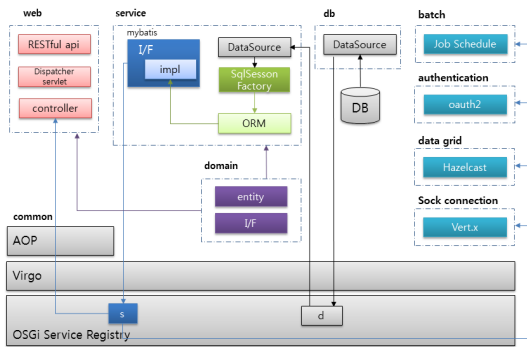 web
service
db
batch
mybatis
I/F
impl
RESTful api
Dispatcher
servlet
controller
DataSource
SqlSesson
Factory
ORM
DataSource
DB
Job Schedule
authentication
oauth2
data grid
Hazelcast
Sock connection
Vert.x
domain
entity
I/F
common
AOP
Virgo
s
d
OSGi Service Registry